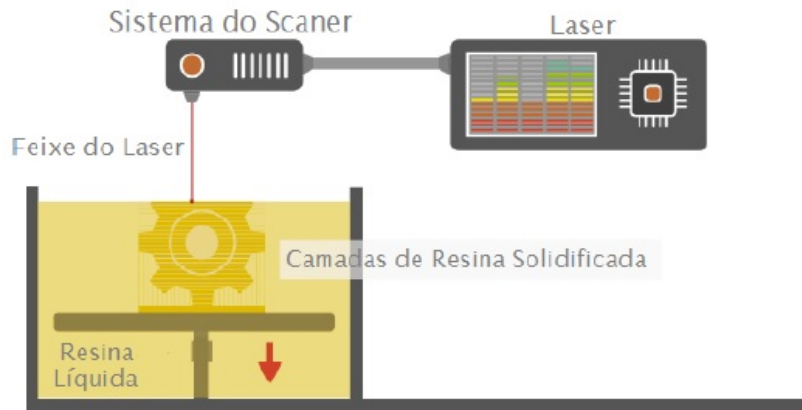 Sistema do Scaner
Laser
Feixe do Laser
Camadas de Resina Solidificada
Resina
Líquida